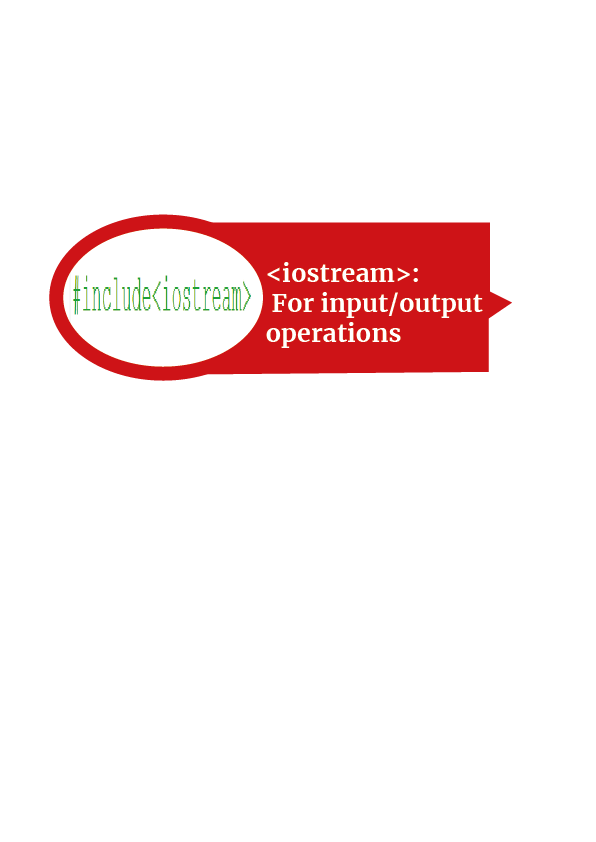 #include<iostream>
<iostream>:
For input/output
operations